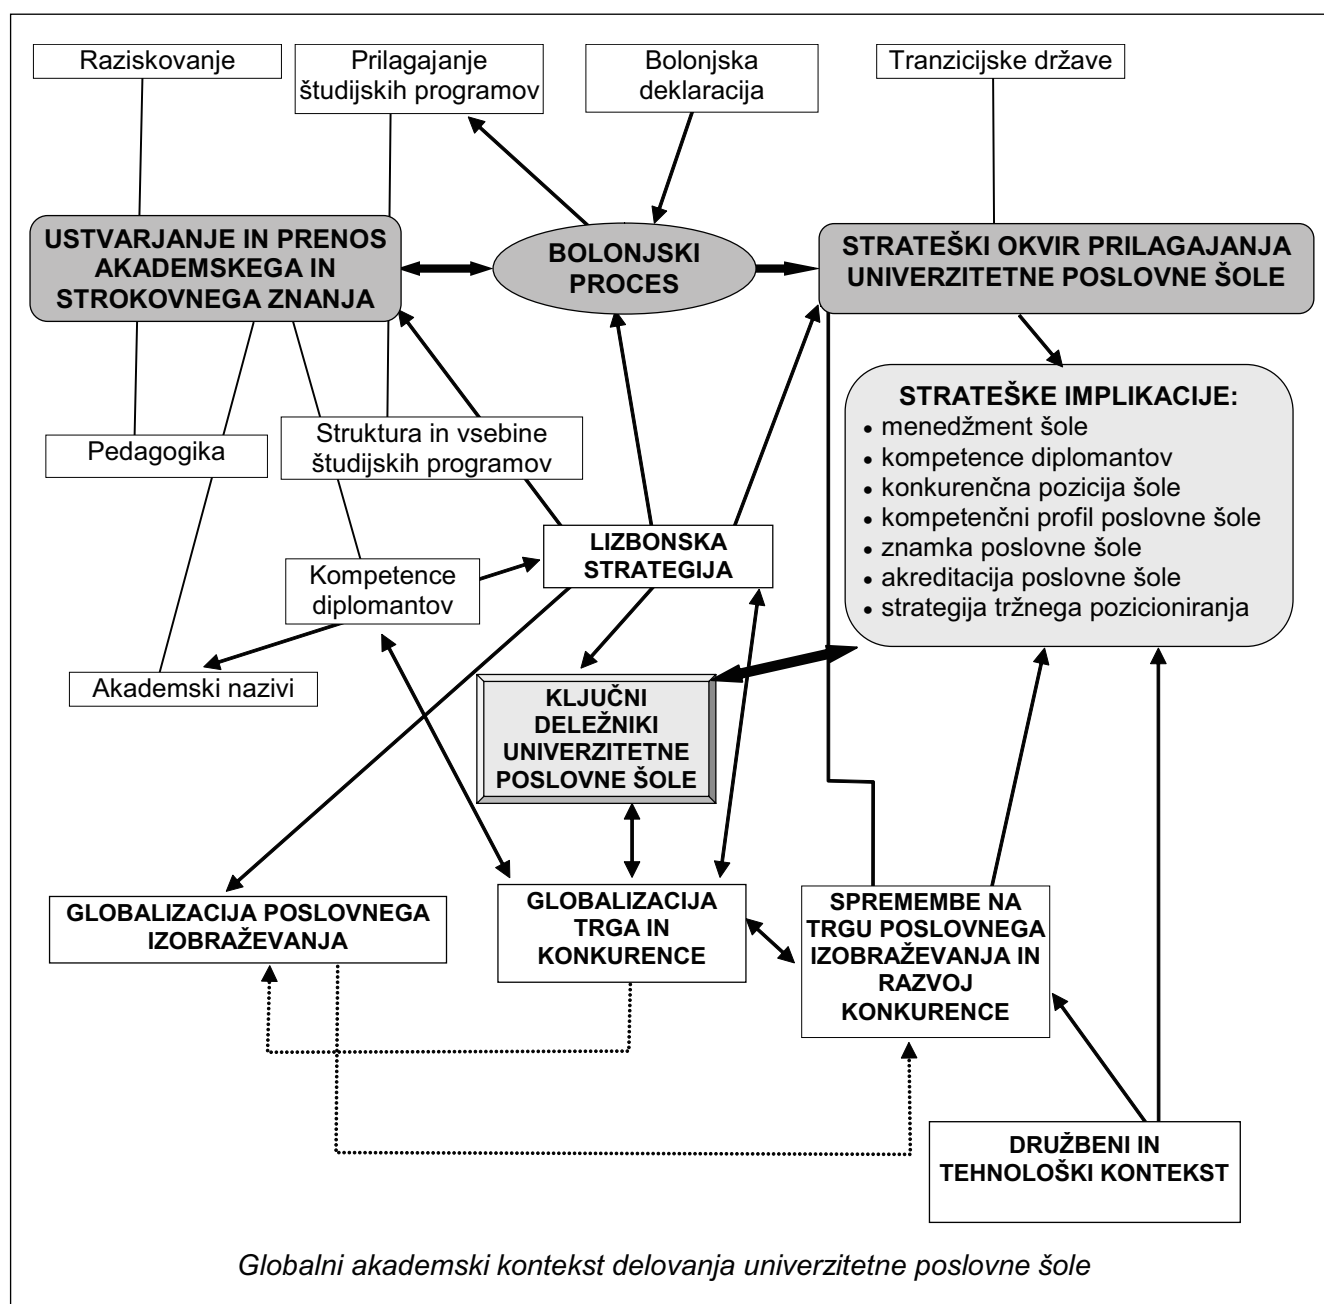 Raziskovanje
Prilagajanje
študijskih programov
Bolonjska
deklaracija
Tranzicijske države
USTVARJANJE IN PRENOS
AKADEMSKEGA IN
STROKOVNEGA ZNANJA
BOLONJSKI
PROCES
STRATEŠKI OKVIR PRILAGAJANJA
UNIVERZITETNE POSLOVNE ŠOLE
STRATEŠKE IMPLIKACIJE:
• menedžment šole
• kompetence diplomantov
• konkurenčna pozicija šole
• kompetenčni profil poslovne šole
• znamka poslovne šole
• akreditacija poslovne šole
• strategija tržnega pozicioniranja
Pedagogika
Struktura in vsebine
študijskih programov
LIZBONSKA
STRATEGIJA
Kompetence
diplomantov
Akademski nazivi
KLJUČNI
DELEŽNIKI
UNIVERZITETNE
POSLOVNE ŠOLE
GLOBALIZACIJA POSLOVNEGA
IZOBRAŽEVANJA
GLOBALIZACIJA
TRGA IN
KONKURENCE
SPREMEMBE NA
TRGU POSLOVNEGA
IZOBRAŽEVANJA IN
RAZVOJ
KONKURENCE
DRUŽBENI IN
TEHNOLOŠKI KONTEKST
Globalni akademski kontekst delovanja univerzitetne poslovne šole